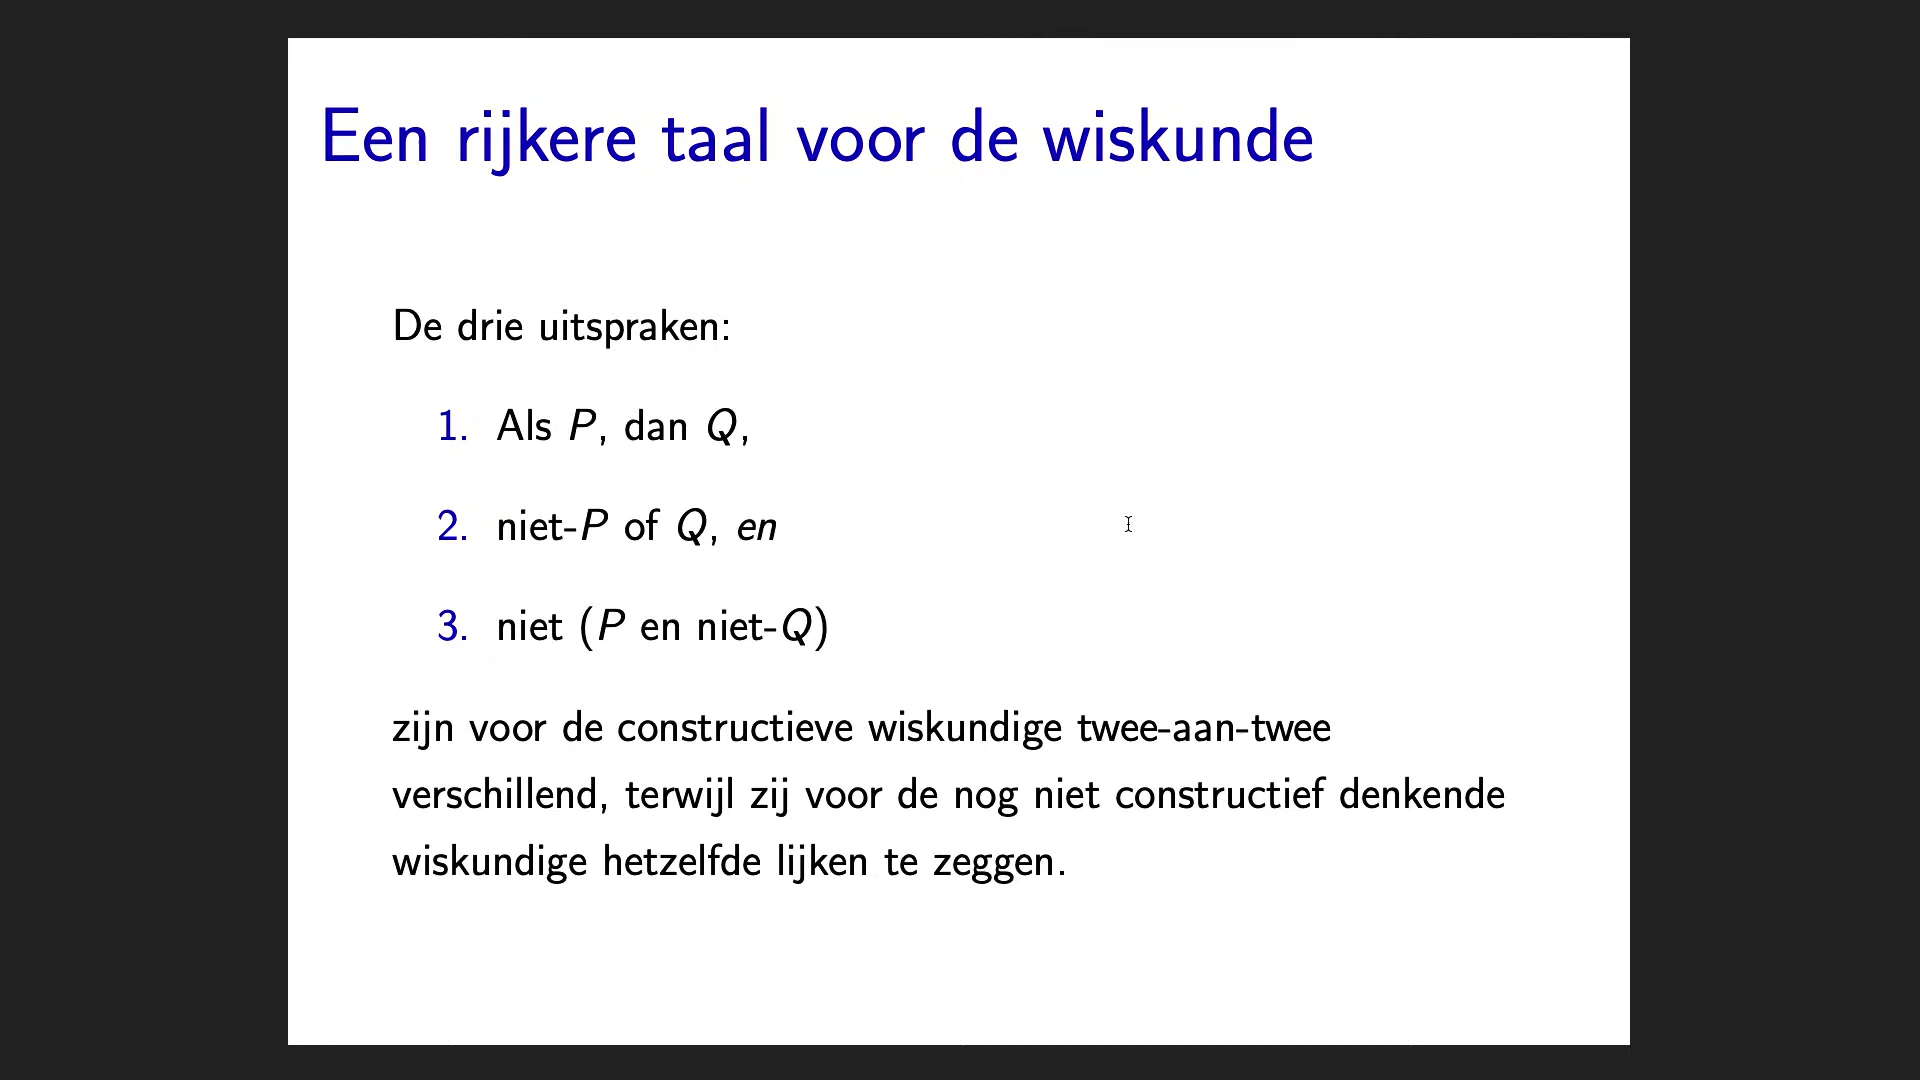 Een rijkere taal voor de wiskunde
De drie uitspraken:
1. Als P, dan Q,
2. niet-P of Q, en
3. niet (P en niet-Q)
zijn voor de constructieve wiskundige twee-aan-twee
verschillend, terwijl zij voor de nog niet constructief denkende
wiskundige hetzelfde lijken te zeggen.